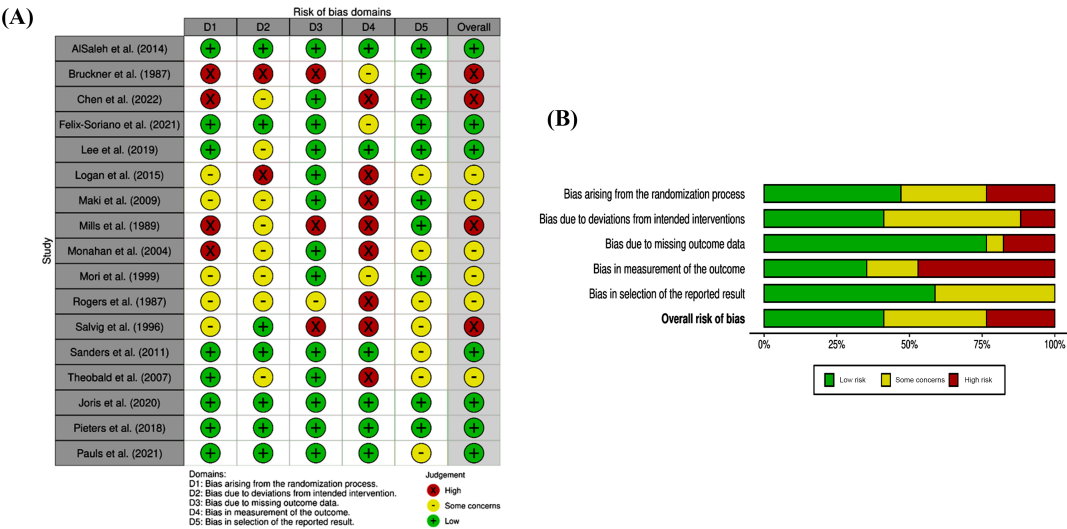 (A)
Risk of bias domains
D1 D2 D3 D4 D5 Overall
AlSaleh et al. (2014) + + + + + +
Bruckner et al. (1987) X X X - + X
Chen et al. (2022) X - + X + X
Felix-Soriano et al. (2021) + + + - + +
Lee et al. (2019) + - + + + +
Logan et al. (2015) - X + X - -
Maki et al. (2009) - - + X + -
Mills et al. (1989) X - X X + X
Monahan et al. (2004) X - + X - -
Mori et al. (1999) - - + - + -
Rogers et al. (1987) - - - X - -
Salvig et al. (1996) - + X X - X
Sanders et al. (2011) + + + + - +
Theobald et al. (2007) + - + X - -
Joris et al. (2020) + + + + + +
Pieters et al. (2018) + + + + + +
Pauls et al. (2021) + + + + - +
Study
Domains:
D1: Bias arising from the randomization process.
D2: Bias due to deviations from intended intervention.
D3: Bias due to missing outcome data.
D4: Bias in measurement of the outcome.
D5: Bias in selection of the reported result.
Judgement
X High
- Some concerns
+ Low
(B)
Bias arising from the randomization process
Bias due to deviations from intended interventions
Bias due to missing outcome data
Bias in measurement of the outcome
Bias in selection of the reported result
Overall risk of bias
0% 25% 50% 75% 100%
Low risk Some concerns High risk